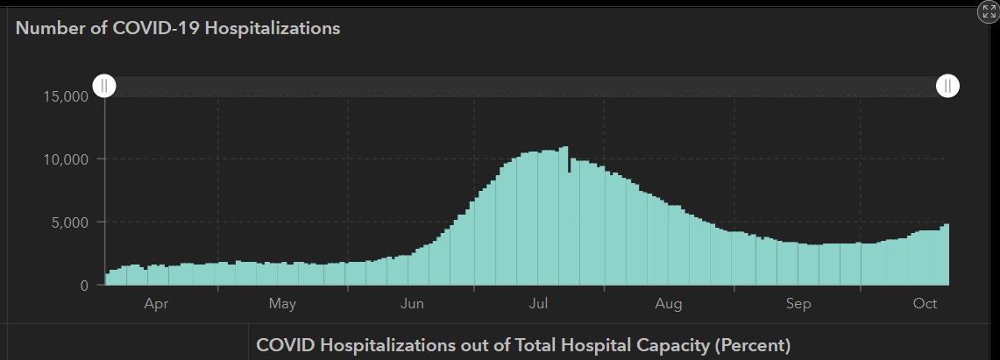 Number of COVID-19 Hospitalizations
15,000
10,000
5,000
0
Apr May Jun Jul Aug Sep Oct
COVID Hospitalizations out of Total Hospital Capacity (Percent)